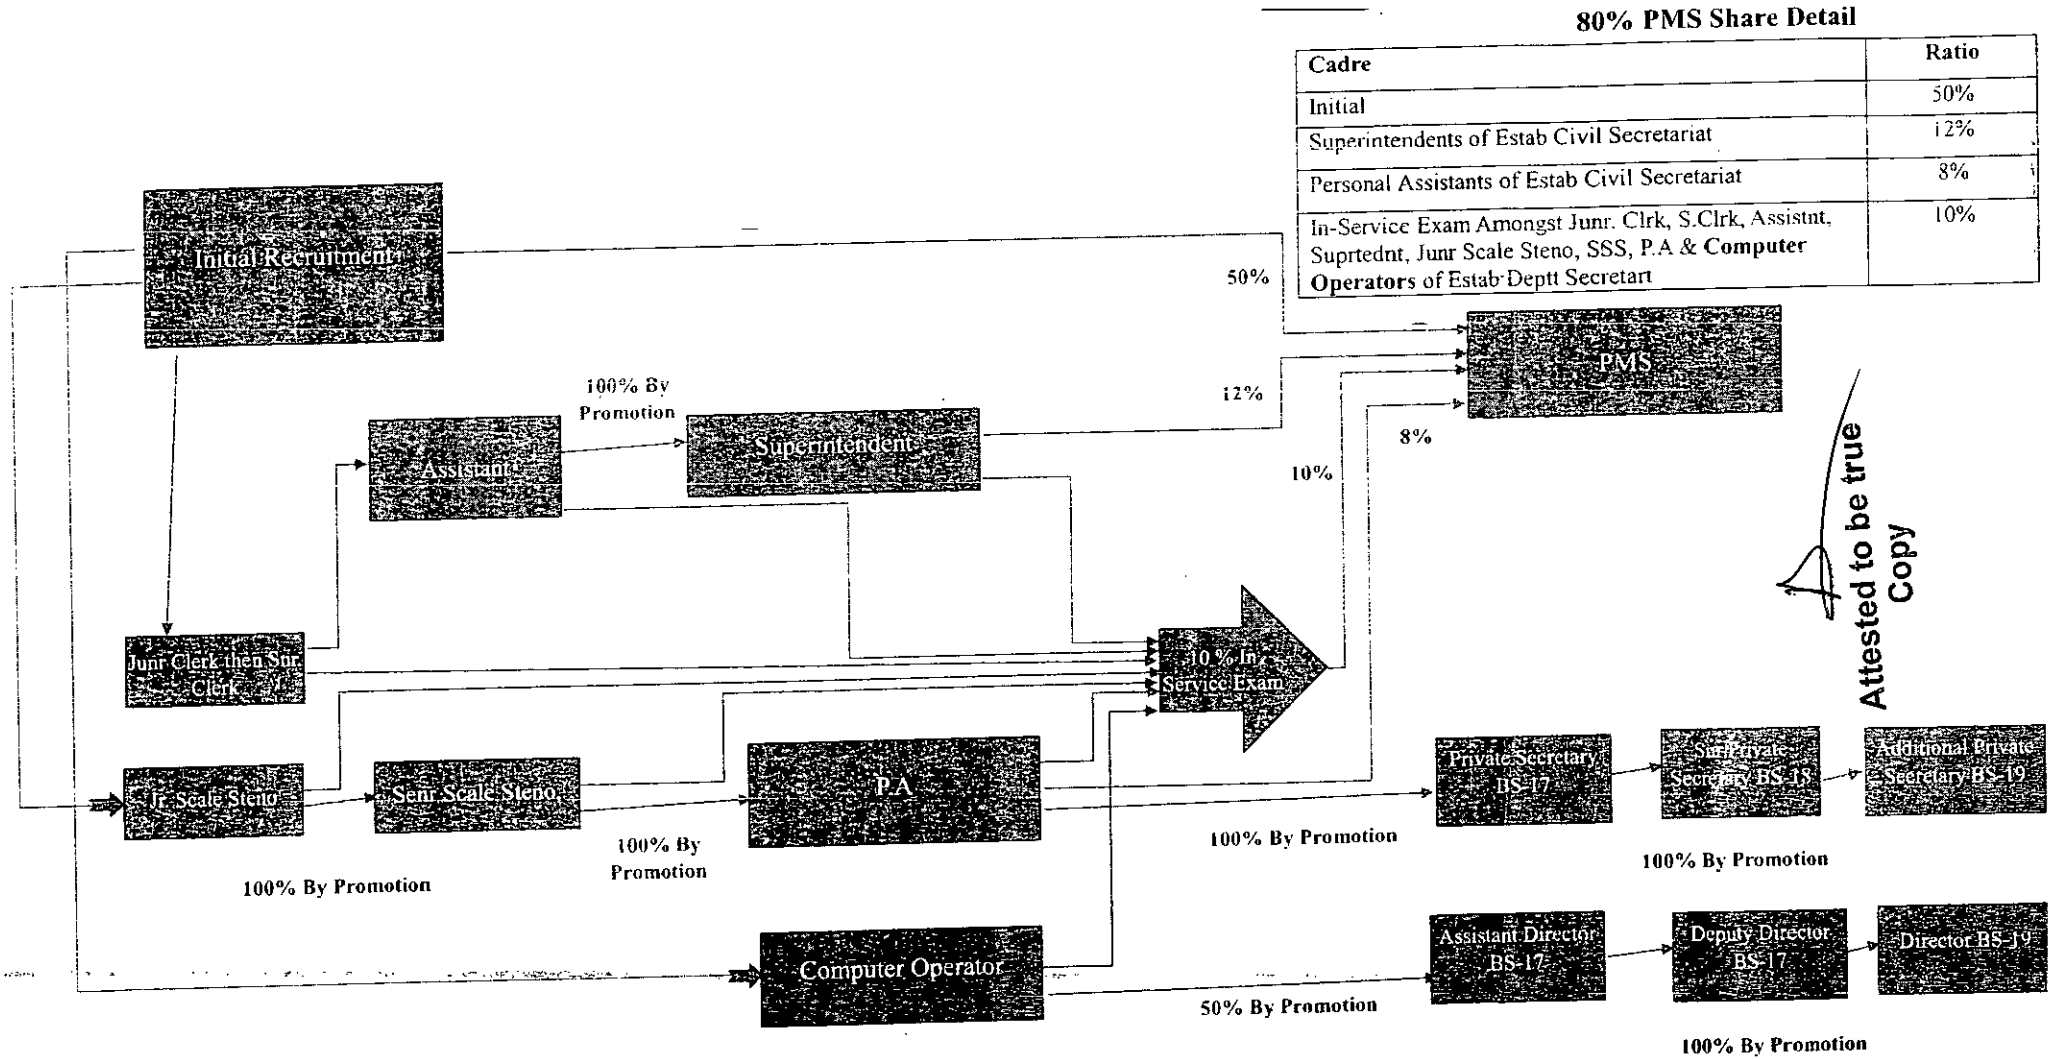 80% PMS Share Detail
Cadre Ratio
Initial 50%
Superintendents of Estab Civil Secretariat 12%
Personal Assistants of Estab Civil Secretariat 8%
In-Service Exam Amongst Junr. Clrk, S.Clrk, Assistnt, 10%
Suprtednt, Junr Scale Steno, SSS, P.A & Computer
Operators of Estab Deptt Secretart
Initial Recruitment
50%
PMS
100% By
Promotion
12%
8%
10%
Assistant
Superintendent
Attested to be true
Copy
Junr Clerk then Snr
Clerk
10 % In
Service Exam
Jr. Scale Steno
Senr Scale Steno
P.A
Private Secretary
BS-17
Snr Private
Secretary BS-18
Additional Private
Secretary BS-19
100% By Promotion
100% By
Promotion
100% By Promotion
100% By Promotion
Computer Operator
Assistant Director
BS-17
Deputy Director
BS-17
Director BS-19
50% By Promotion
100% By Promotion